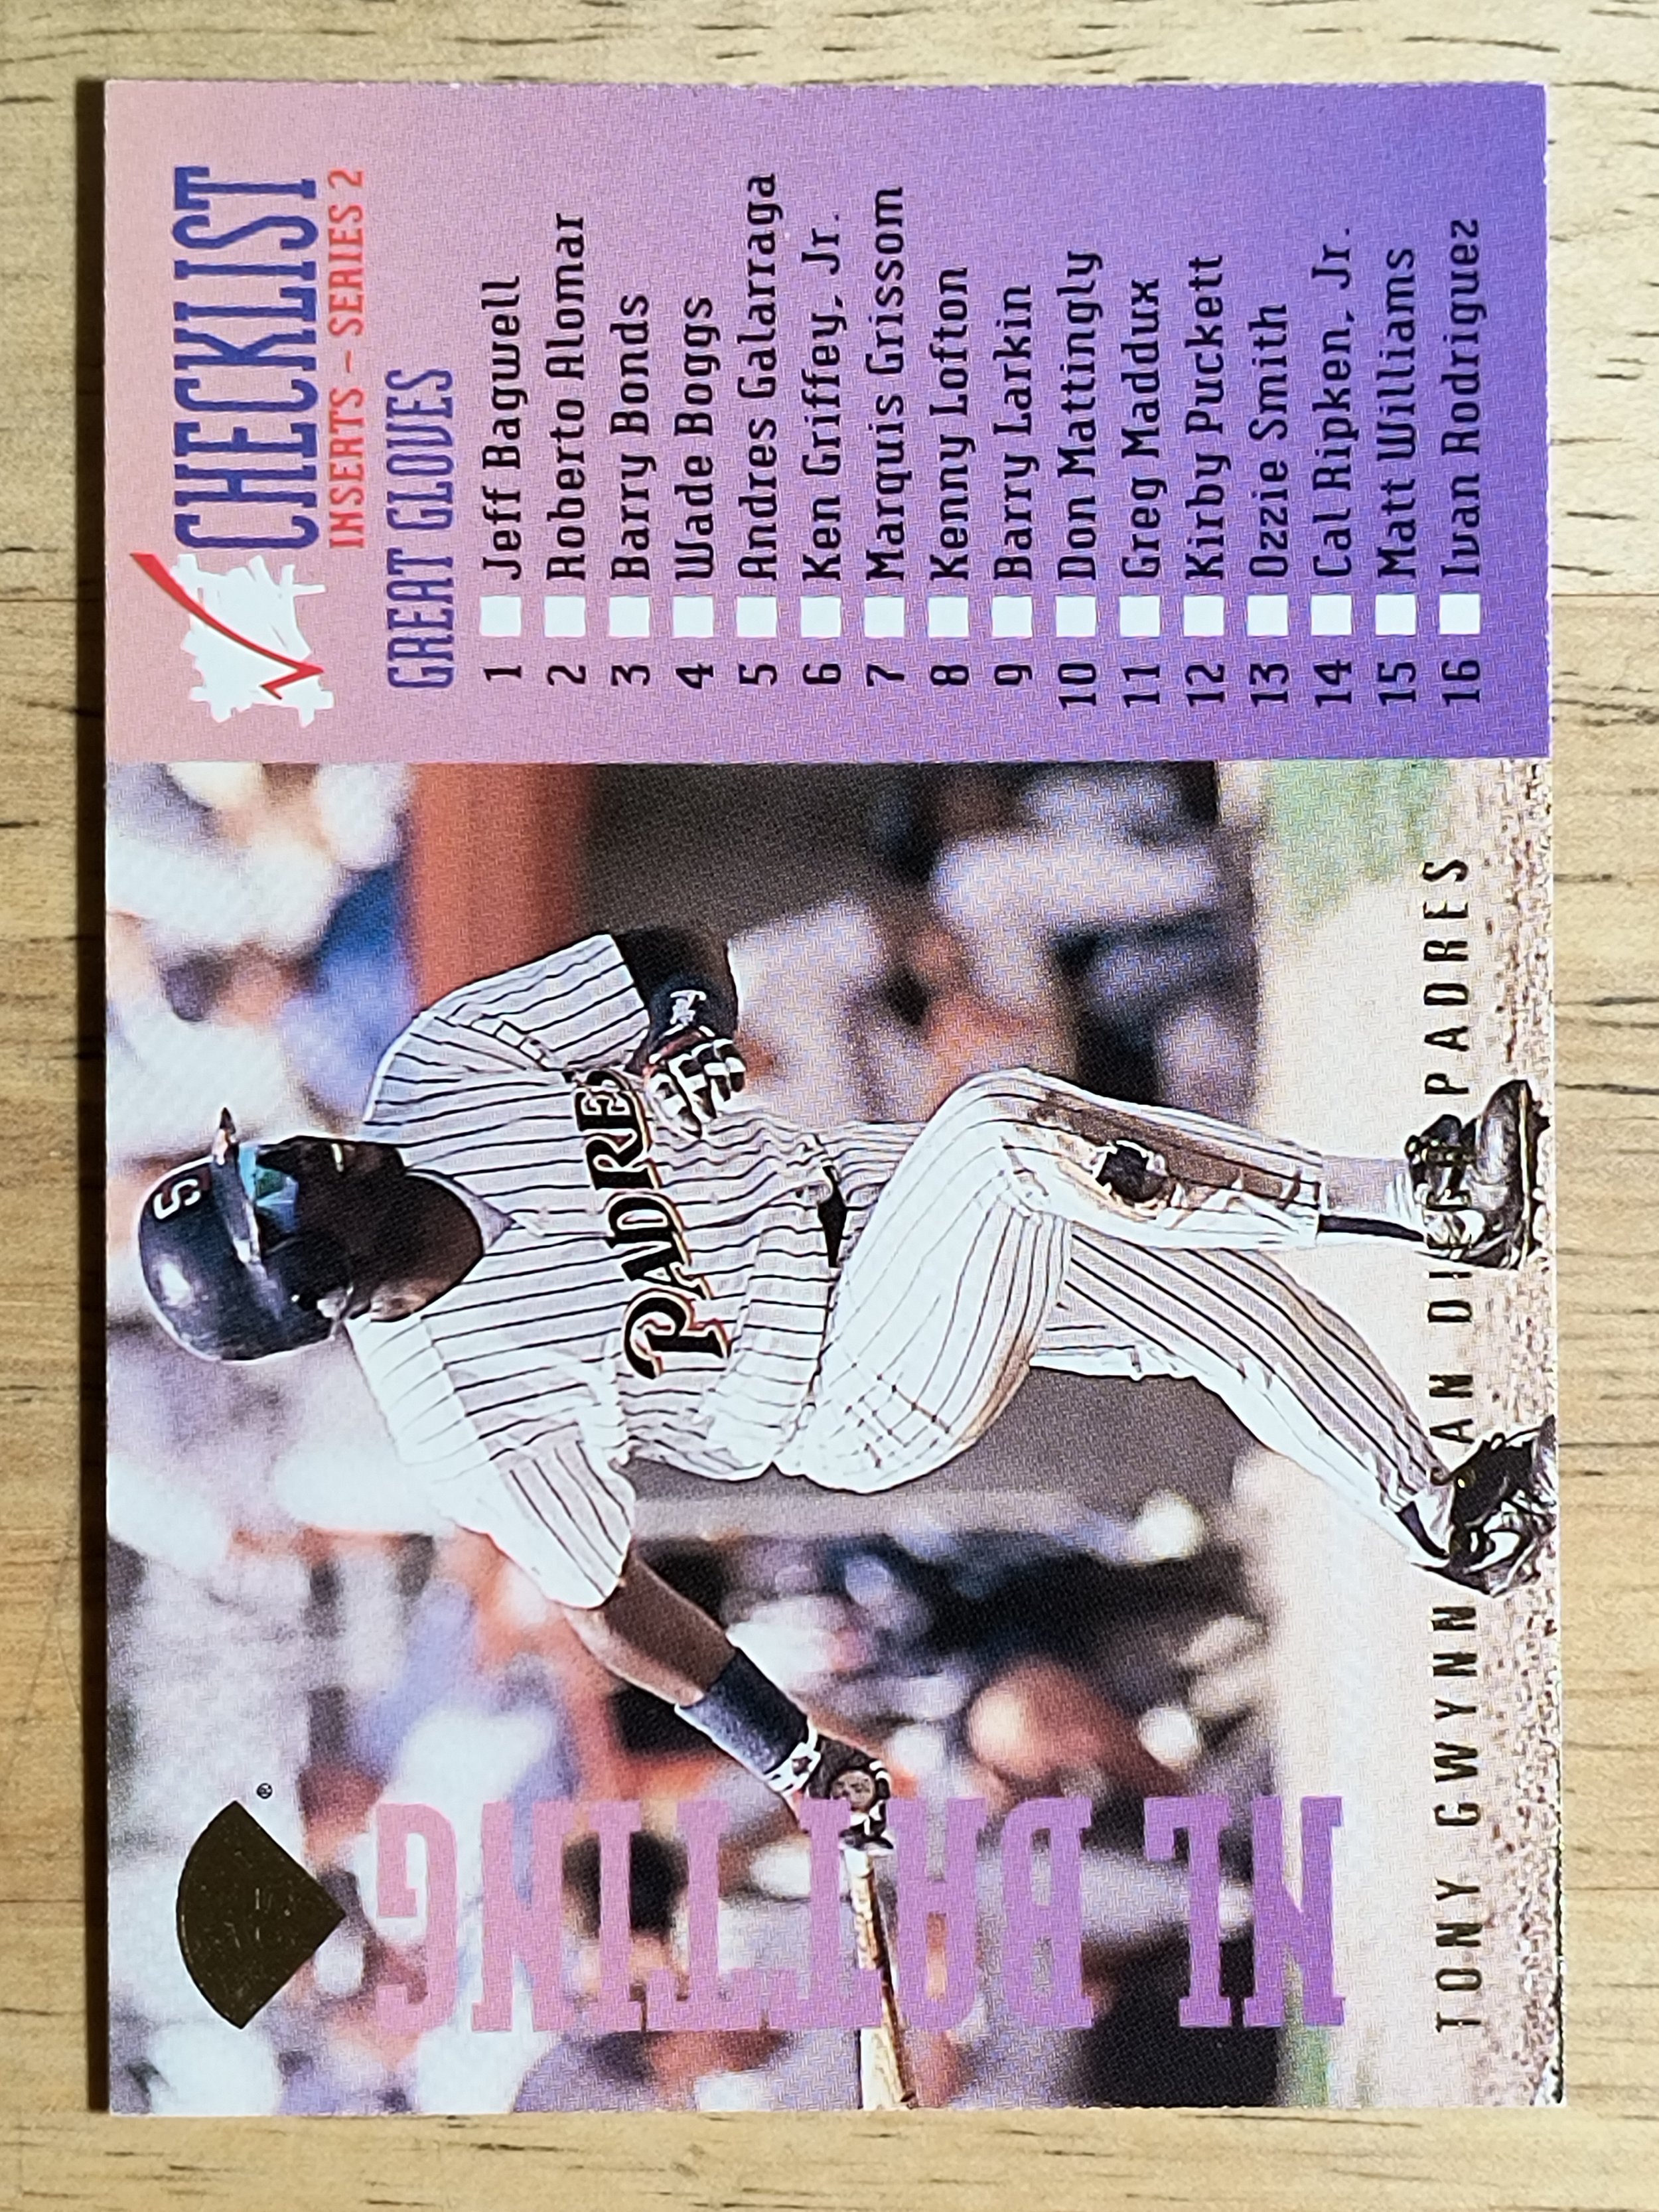 NL BATTING
®
S
PADRE
TONY GWYNN SAN DIEGO PADRES
CHECKLIST
INSERTS – SERIES 2
GREAT GLOVES
1 Jeff Bagwell
2 Roberto Alomar
3 Barry Bonds
4 Wade Boggs
5 Andres Galarraga
6 Ken Griffey, Jr.
7 Marquis Grissom
8 Kenny Lofton
9 Barry Larkin
10 Don Mattingly
11 Greg Maddux
12 Kirby Puckett
13 Ozzie Smith
14 Cal Ripken, Jr.
15 Matt Williams
16 Ivan Rodriguez